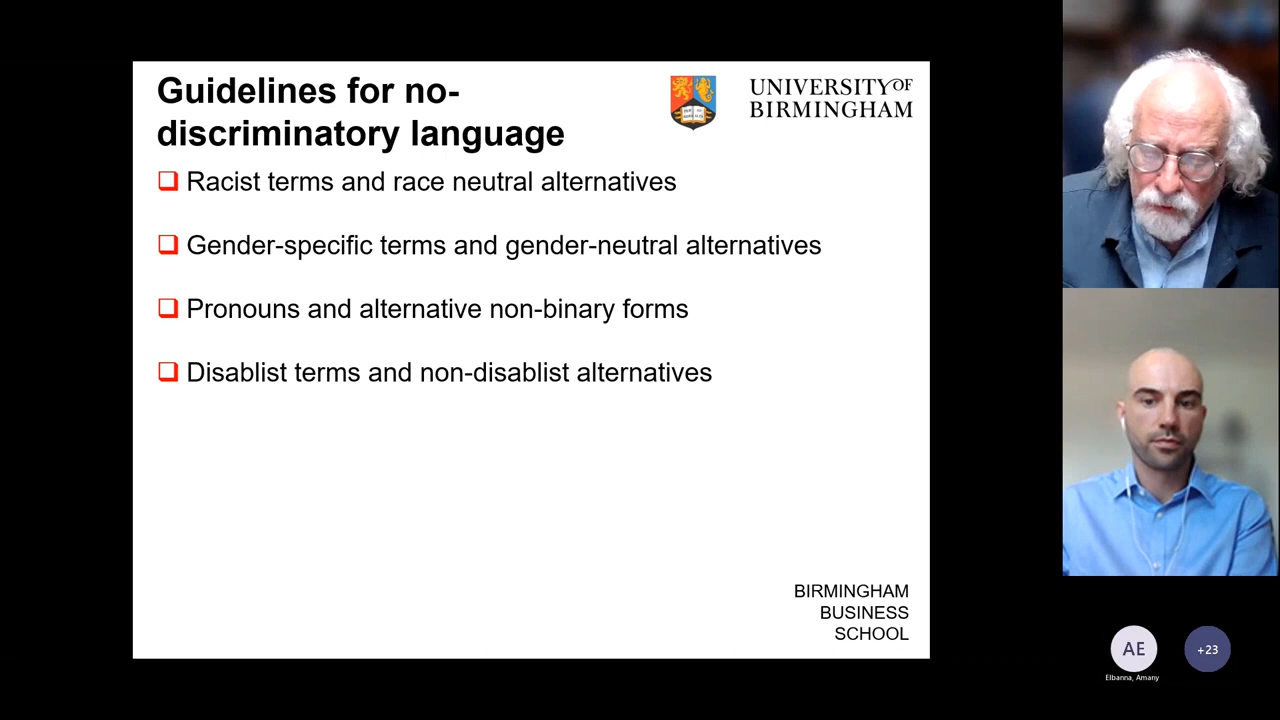 Guidelines for no-
discriminatory language
UNIVERSITY OF
BIRMINGHAM
Racist terms and race neutral alternatives
Gender-specific terms and gender-neutral alternatives
Pronouns and alternative non-binary forms
Disablist terms and non-disablist alternatives
BIRMINGHAM
BUSINESS
SCHOOL
AE
+23
Elbanna, Amany